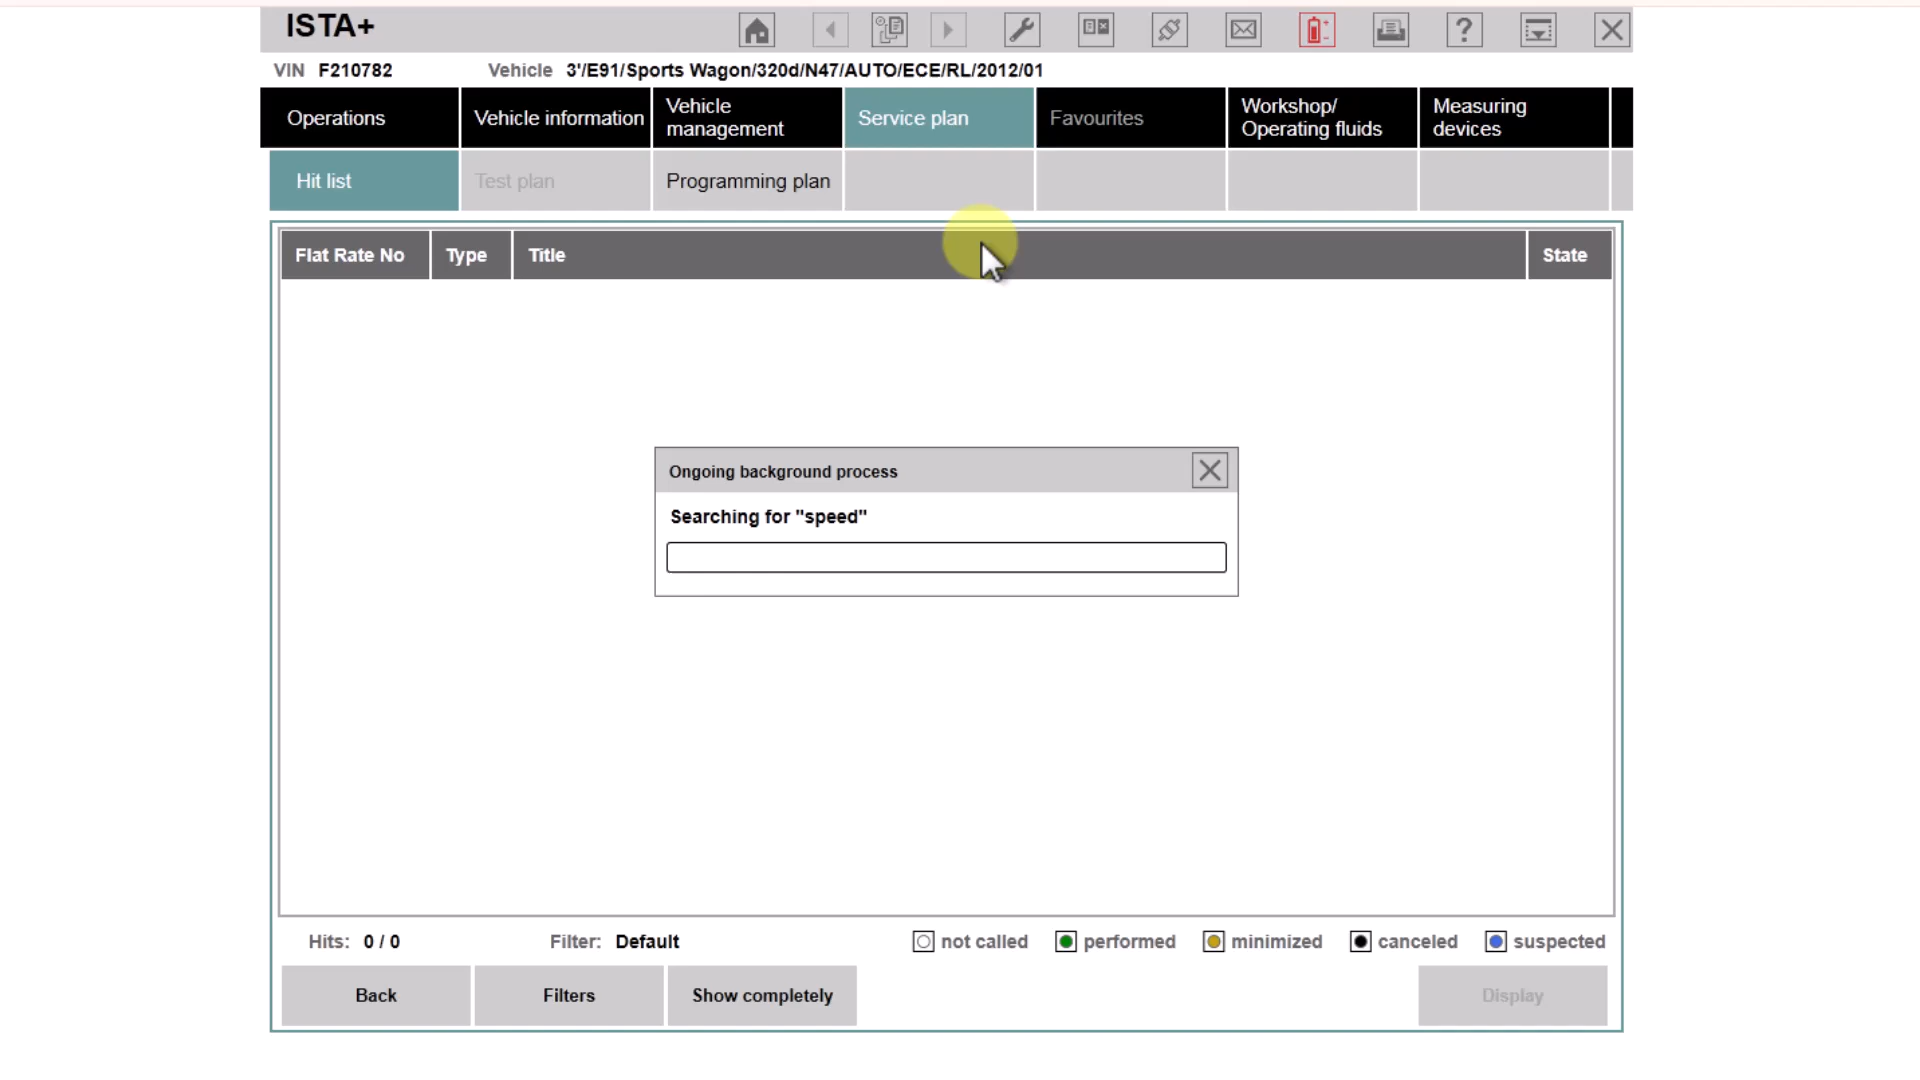 ISTA+
VIN F210782 Vehicle 3'/E91/Sports Wagon/320d/N47/AUTO/ECE/RL/2012/01
Operations
Vehicle information
Vehicle
management
Service plan
Favourites
Workshop/
Operating fluids
Measuring
devices
Hit list
Test plan
Programming plan
Flat Rate No
Type
Title
State
Ongoing background process
Searching for "speed"
Hits: 0 / 0 Filter: Default
not called performed minimized canceled suspected
Back
Filters
Show completely
Display